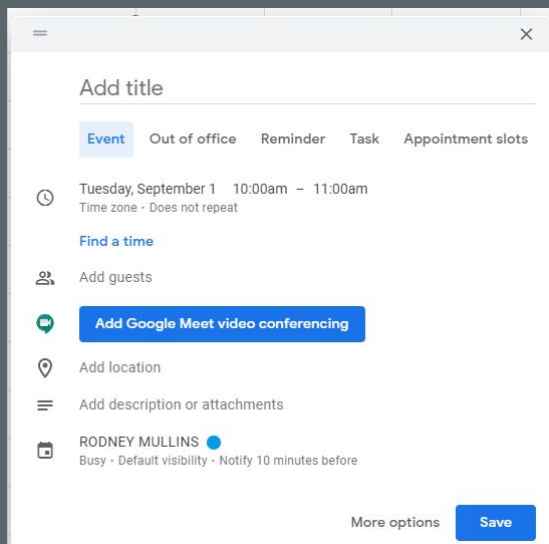 Add title
Event Out of office Reminder Task Appointment slots
Tuesday, September 1 10:00am – 11:00am
Time zone · Does not repeat
Find a time
Add guests
Add Google Meet video conferencing
Add location
Add description or attachments
RODNEY MULLINS
Busy · Default visibility · Notify 10 minutes before
More options Save